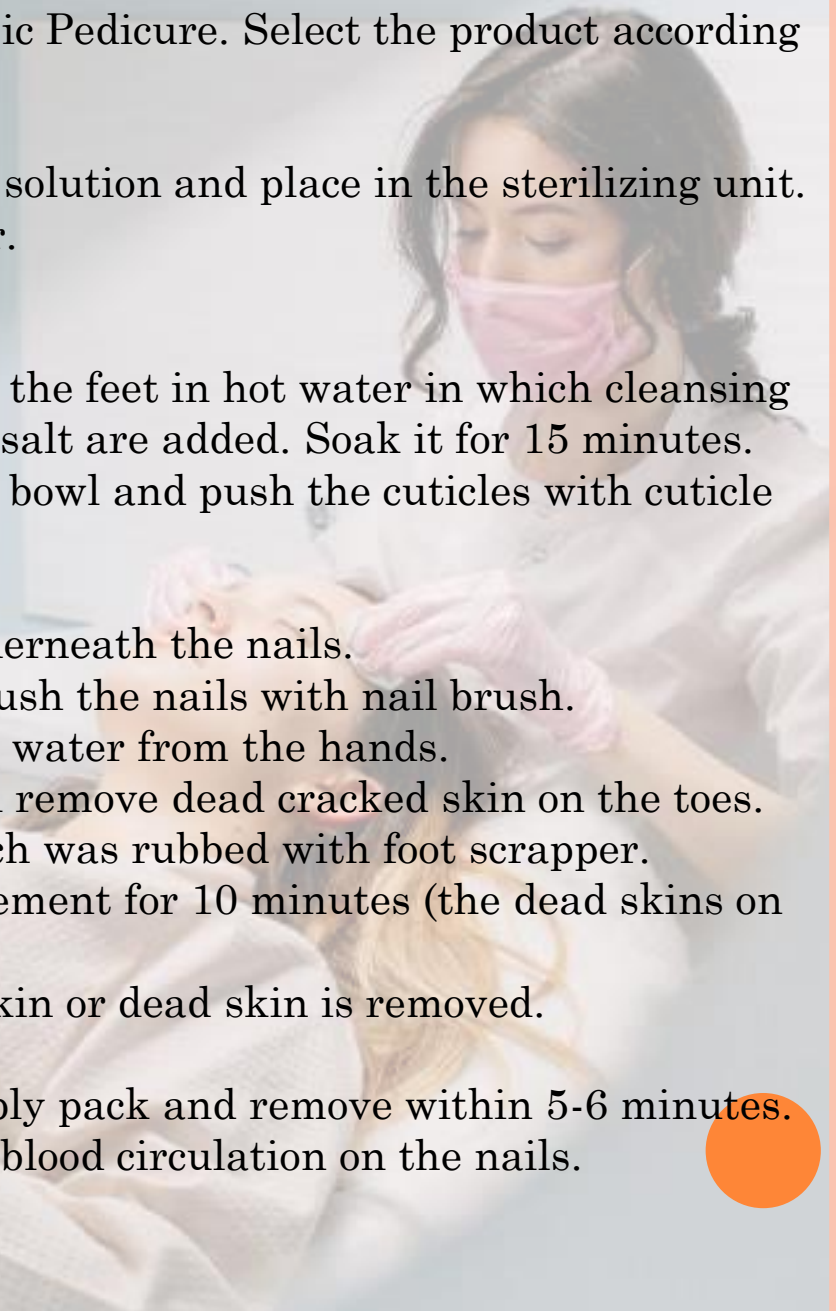 ic Pedicure. Select the product according
solution and place in the sterilizing unit.
the feet in hot water in which cleansing
salt are added. Soak it for 15 minutes.
bowl and push the cuticles with cuticle
erneath the nails.
ush the nails with nail brush.
water from the hands.
remove dead cracked skin on the toes.
ch was rubbed with foot scrapper.
ement for 10 minutes (the dead skins on
kin or dead skin is removed.
ply pack and remove within 5-6 minutes.
blood circulation on the nails.